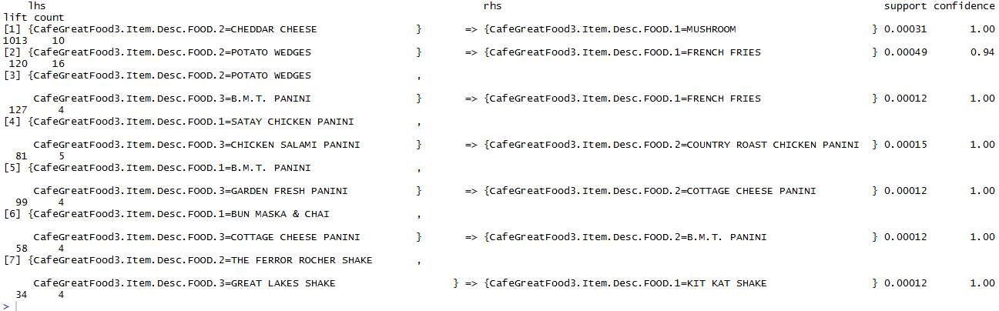 lhs rhs support confidence
lift count
[1] {CafeGreatFood3.Item.Desc.FOOD.2=CHEDDAR CHEESE } => {CafeGreatFood3.Item.Desc.FOOD.1=MUSHROOM } 0.00031 1.00
1013 10
[2] {CafeGreatFood3.Item.Desc.FOOD.2=POTATO WEDGES } => {CafeGreatFood3.Item.Desc.FOOD.1=FRENCH FRIES } 0.00049 0.94
120 16
[3] {CafeGreatFood3.Item.Desc.FOOD.2=POTATO WEDGES ,
CafeGreatFood3.Item.Desc.FOOD.3=B.M.T. PANINI } => {CafeGreatFood3.Item.Desc.FOOD.1=FRENCH FRIES } 0.00012 1.00
127 4
[4] {CafeGreatFood3.Item.Desc.FOOD.1=SATAY CHICKEN PANINI ,
CafeGreatFood3.Item.Desc.FOOD.3=CHICKEN SALAMI PANINI } => {CafeGreatFood3.Item.Desc.FOOD.2=COUNTRY ROAST CHICKEN PANINI } 0.00015 1.00
81 5
[5] {CafeGreatFood3.Item.Desc.FOOD.1=B.M.T. PANINI ,
CafeGreatFood3.Item.Desc.FOOD.3=GARDEN FRESH PANINI } => {CafeGreatFood3.Item.Desc.FOOD.2=COTTAGE CHEESE PANINI } 0.00012 1.00
99 4
[6] {CafeGreatFood3.Item.Desc.FOOD.1=BUN MASKA & CHAI ,
CafeGreatFood3.Item.Desc.FOOD.3=COTTAGE CHEESE PANINI } => {CafeGreatFood3.Item.Desc.FOOD.2=B.M.T. PANINI } 0.00012 1.00
58 4
[7] {CafeGreatFood3.Item.Desc.FOOD.2=THE FERROR ROCHER SHAKE ,
CafeGreatFood3.Item.Desc.FOOD.3=GREAT LAKES SHAKE } => {CafeGreatFood3.Item.Desc.FOOD.1=KIT KAT SHAKE } 0.00012 1.00
34 4
>